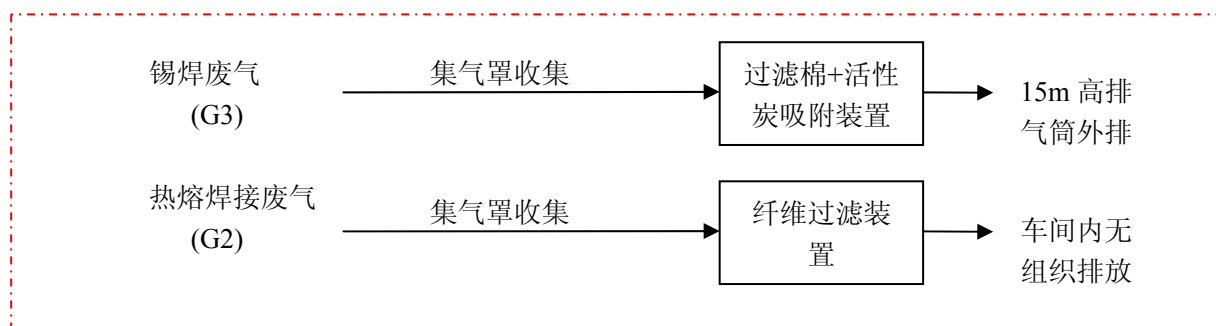 锡焊废气
(G3)
集气罩收集
过滤棉+活性
炭吸附装置
15m 高排
气筒外排
热熔焊接废气
(G2)
集气罩收集
纤维过滤装
置
车间内无
组织排放